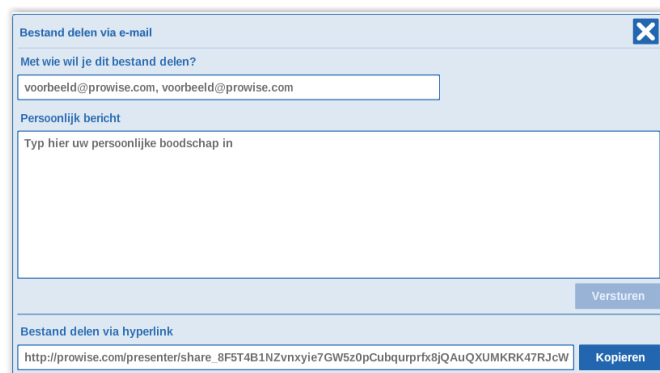 Bestand delen via e-mail
Met wie wil je dit bestand delen?
voorbeeld@prowise.com, voorbeeld@prowise.com
Persoonlijk bericht
Typ hier uw persoonlijke boodschap in
Versturen
Bestand delen via hyperlink
http://prowise.com/presenter/share_8F5T4B1NZvnxyie7GW5z0pCubqurprfx8jQAuQXUMKRK47RJcW
Kopieren